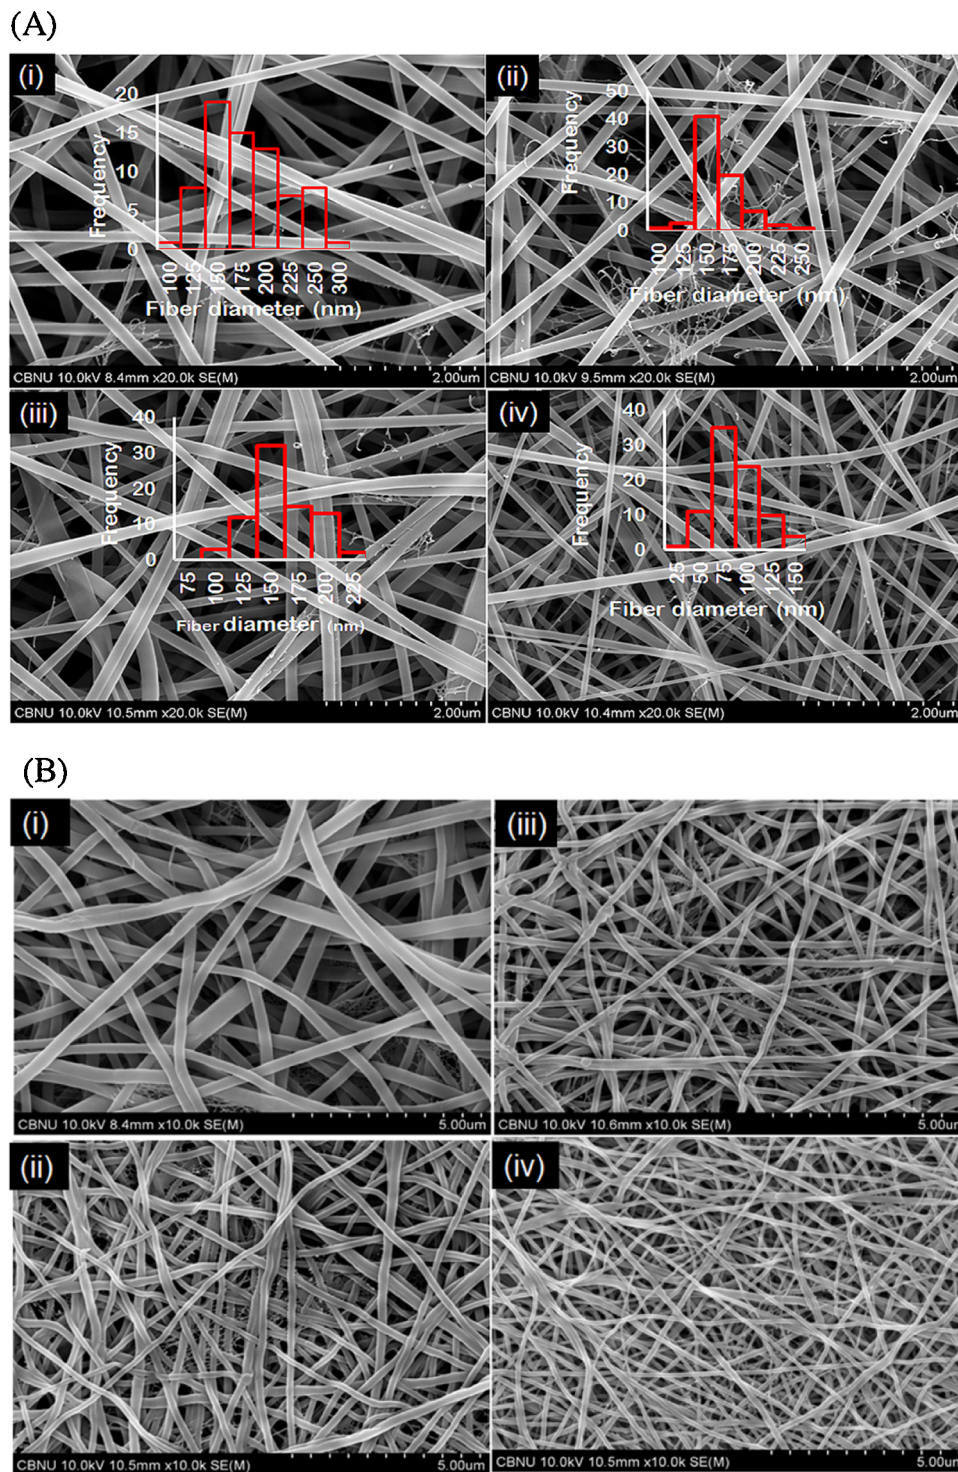 (A)
(i)
20
15
10
5
0
Frequency
100
125
150
175
200
225
250
300
Fiber diameter (nm)
CBNU 10.0kV 8.4mm x20.0k SE(M)
2.00um
(ii)
50
40
30
20
10
0
Frequency
100
125
150
175
200
225
250
Fiber diameter (nm)
CBNU 10.0kV 9.5mm x20.0k SE(M)
2.00um
(iii)
40
30
20
10
0
Frequency
75
100
125
150
175
200
225
Fiber diameter (nm)
CBNU 10.0kV 10.5mm x20.0k SE(M)
2.00um
(iv)
40
30
20
10
0
Frequency
25
50
75
100
125
150
Fiber diameter (nm)
CBNU 10.0kV 10.4mm x20.0k SE(M)
2.00um
(B)
(i)
CBNU 10.0kV 8.4mm x10.0k SE(M)
5.00um
(iii)
CBNU 10.0kV 10.6mm x10.0k SE(M)
5.00um
(ii)
CBNU 10.0kV 10.5mm x10.0k SE(M)
5.00um
(iv)
CBNU 10.0kV 10.5mm x10.0k SE(M)
5.00um